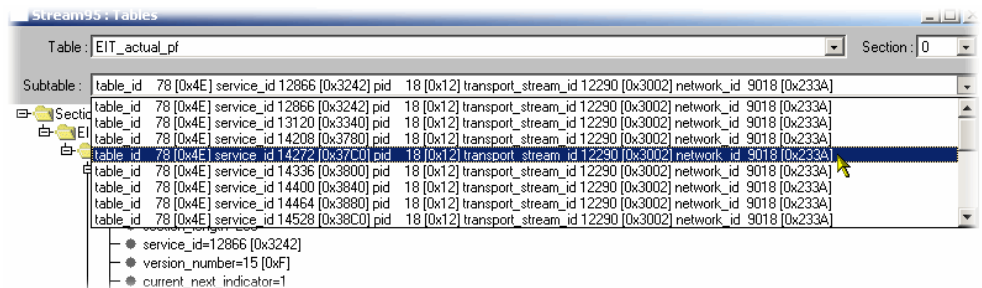 Stream95 : Tables
Table : EIT_actual_pf Section : 0
Subtable : table_id 78 [0x4E] service_id 12866 [0x3242] pid 18 [0x12] transport_stream_id 12290 [0x3002] network_id 9018 [0x233A]
table_id 78 [0x4E] service_id 12866 [0x3242] pid 18 [0x12] transport_stream_id 12290 [0x3002] network_id 9018 [0x233A]
table_id 78 [0x4E] service_id 13120 [0x3340] pid 18 [0x12] transport_stream_id 12290 [0x3002] network_id 9018 [0x233A]
table_id 78 [0x4E] service_id 14208 [0x3780] pid 18 [0x12] transport_stream_id 12290 [0x3002] network_id 9018 [0x233A]
table_id 78 [0x4E] service_id 14272 [0x37C0] pid 18 [0x12] transport_stream_id 12290 [0x3002] network_id 9018 [0x233A]
table_id 78 [0x4E] service_id 14336 [0x3800] pid 18 [0x12] transport_stream_id 12290 [0x3002] network_id 9018 [0x233A]
table_id 78 [0x4E] service_id 14400 [0x3840] pid 18 [0x12] transport_stream_id 12290 [0x3002] network_id 9018 [0x233A]
table_id 78 [0x4E] service_id 14464 [0x3880] pid 18 [0x12] transport_stream_id 12290 [0x3002] network_id 9018 [0x233A]
table_id 78 [0x4E] service_id 14528 [0x38C0] pid 18 [0x12] transport_stream_id 12290 [0x3002] network_id 9018 [0x233A]
service_id=12866 [0x3242]
version_number=15 [0xF]
current_next_indicator=1